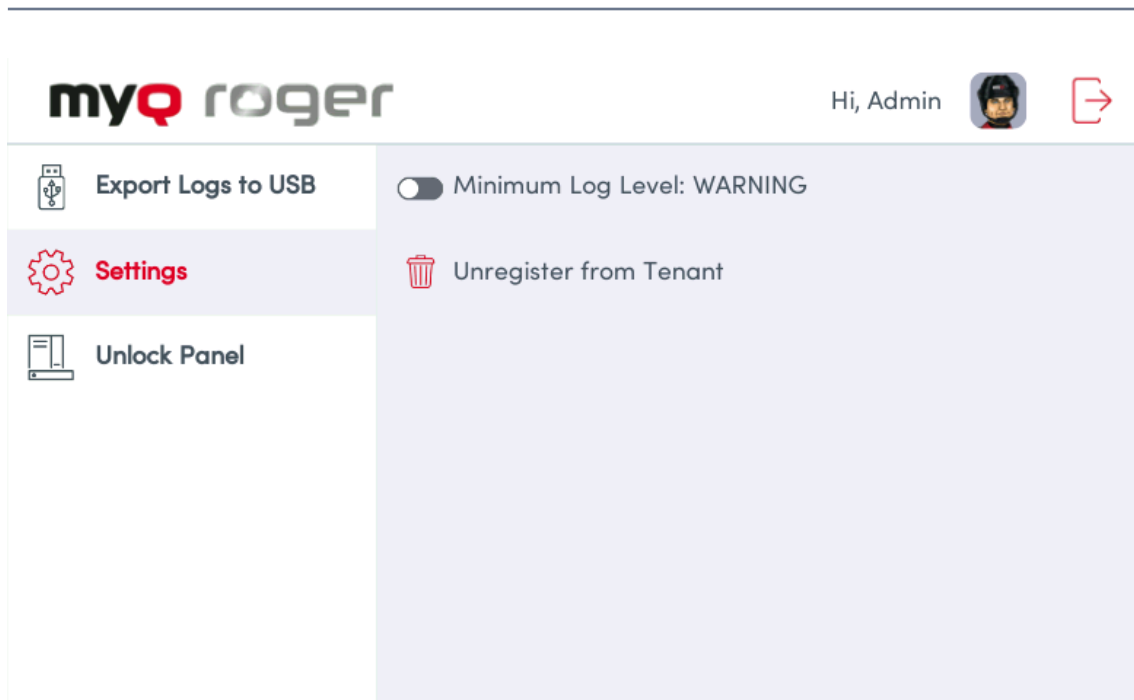 myQ roger
Hi, Admin
Export Logs to USB
Minimum Log Level: WARNING
Settings
Unregister from Tenant
Unlock Panel